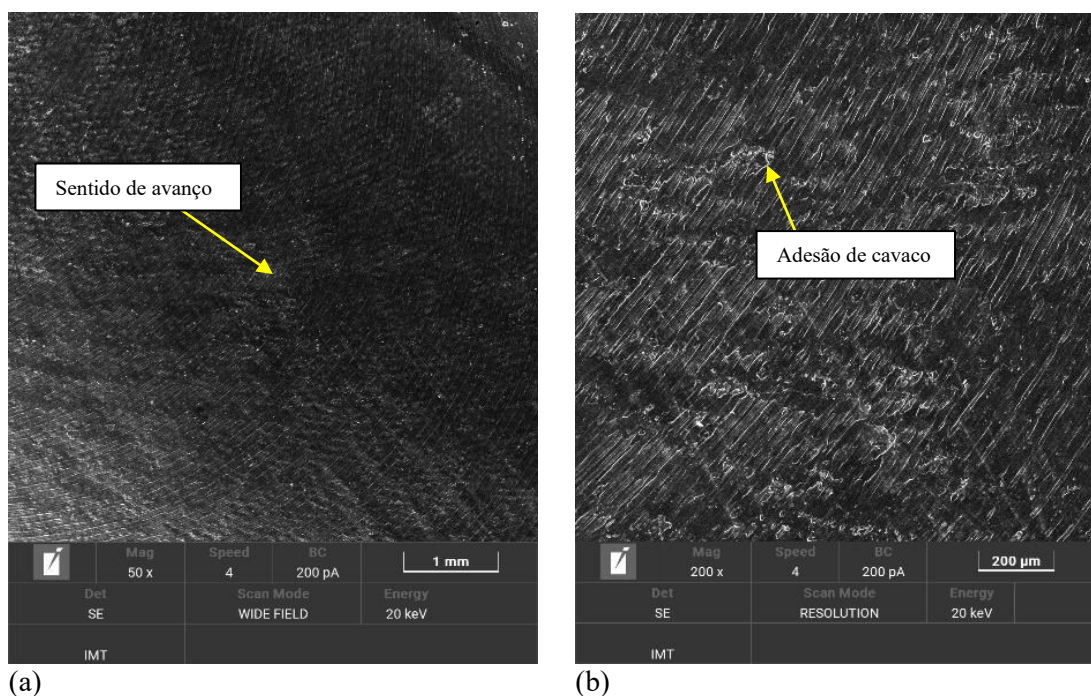 Sentido de avanço
Adesão de cavaco
Mag Speed BC
50 x 4 200 pA 1 mm
Det Scan Mode Energy
SE WIDE FIELD 20 keV
IMT
(a)
Mag Speed BC
200 x 4 200 pA 200 µm
Det Scan Mode Energy
SE RESOLUTION 20 keV
IMT
(b)